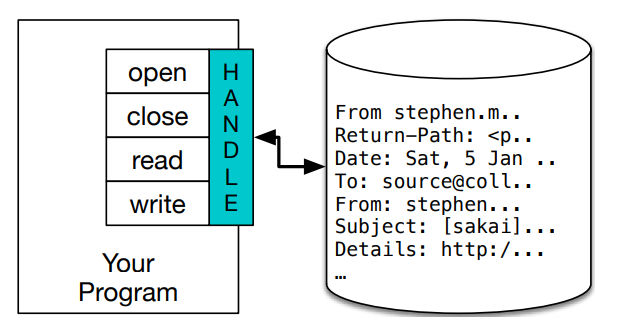 open
close
read
write
HANDLE
Your
Program
From stephen.m..
Return-Path: <p..
Date: Sat, 5 Jan ..
To: source@coll..
From: stephen...
Subject: [sakai]...
Details: http:/...
…